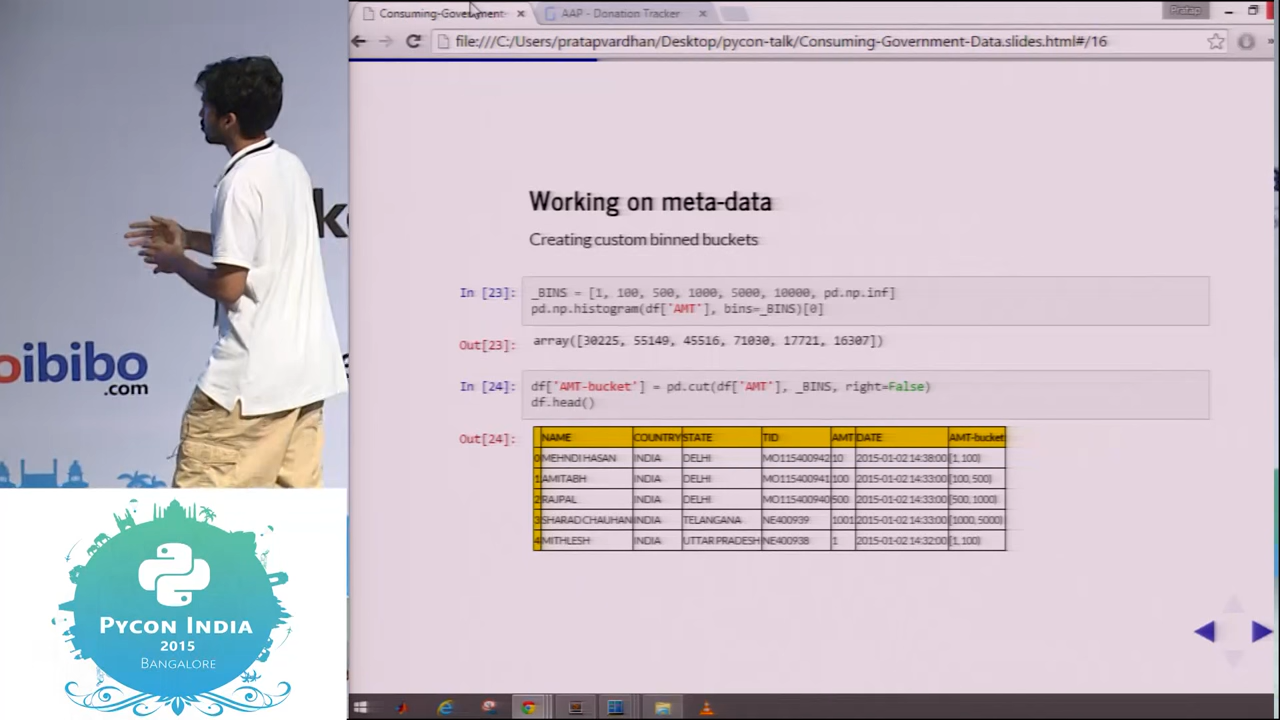 Consuming-Government
AAP - Donation Tracker
Pratap
file:///C:/Users/pratapvardhan/Desktop/pycon-talk/Consuming-Government-Data.slides.html#/16
Working on meta-data
Creating custom binned buckets
In [23]:
_BINS = [1, 100, 500, 1000, 5000, 10000, pd.np.inf]
pd.np.histogram(df['AMT'], bins=_BINS)[0]
Out[23]:
array([30225, 55149, 45516, 71030, 17721, 16307])
In [24]:
df['AMT-bucket'] = pd.cut(df['AMT'], _BINS, right=False)
df.head()
Out[24]:
NAME COUNTRY STATE TID AMT DATE AMT-bucket
0 MEHNDI HASAN INDIA DELHI MO115400942 10 2015-01-02 14:38:00 [1, 100)
1 AMITABH INDIA DELHI MO115400941 100 2015-01-02 14:33:00 [100, 500)
2 RAJPAL INDIA DELHI MO115400940 500 2015-01-02 14:33:00 [500, 1000)
3 SHARAD CHAUHAN INDIA TELANGANA NE400939 1001 2015-01-02 14:33:00 [1000, 5000)
4 MITHLESH INDIA UTTAR PRADESH NE400938 1 2015-01-02 14:32:00 [1, 100)
oibibo
.com
PYCON INDIA
2015
BANGALORE